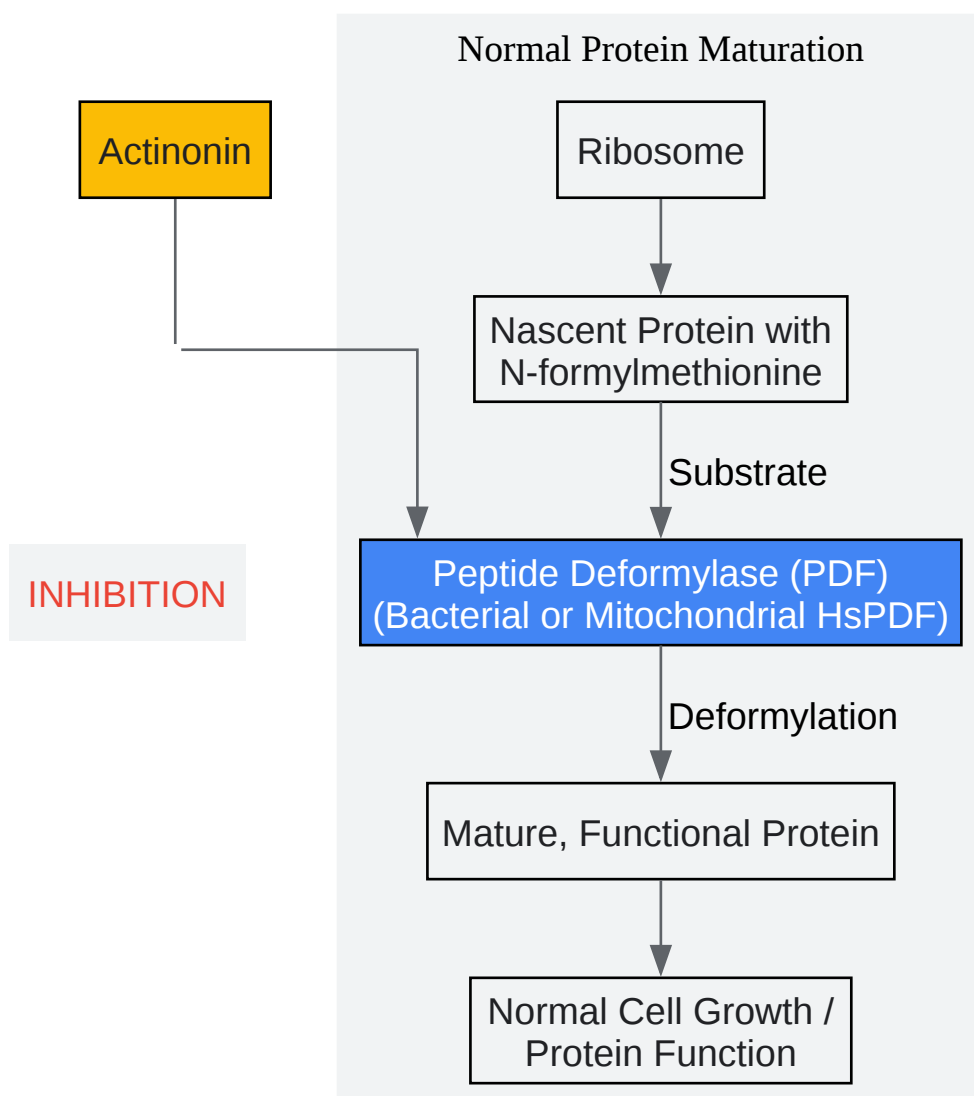 Normal Protein Maturation
Actinonin
Ribosome
Nascent Protein with
N-formylmethionine
Substrate
INHIBITION
Peptide Deformylase (PDF)
(Bacterial or Mitochondrial HsPDF)
Deformylation
Mature, Functional Protein
Normal Cell Growth /
Protein Function